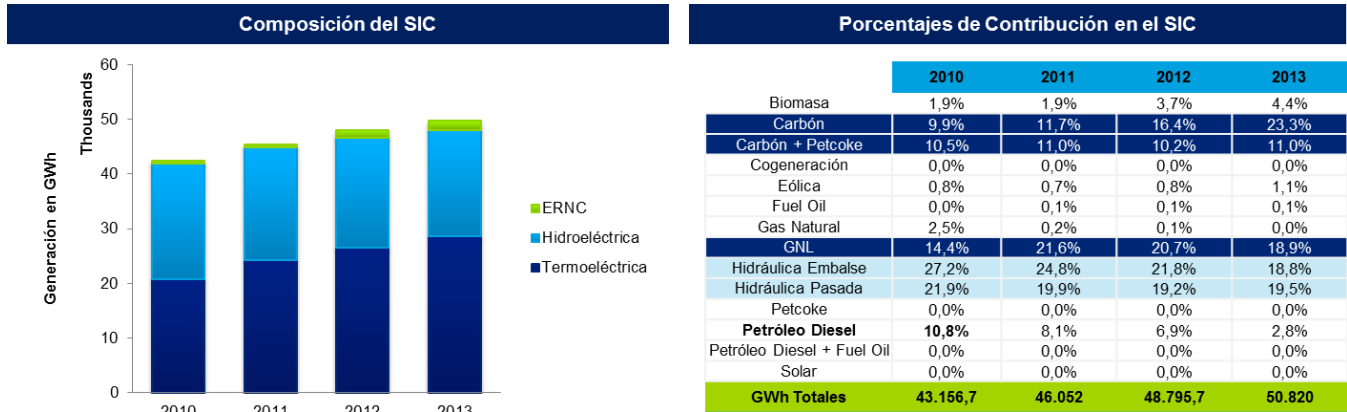 Composición del SIC
Generación en GWh
Thousands
60
50
40
30
20
10
0
2010 2011 2012 2013
ERNC
Hidroeléctrica
Termoeléctrica
Porcentajes de Contribución en el SIC
2010 2011 2012 2013
Biomasa 1,9% 1,9% 3,7% 4,4%
Carbón 9,9% 11,7% 16,4% 23,3%
Carbón + Petcoke 10,5% 11,0% 10,2% 11,0%
Cogeneración 0,0% 0,0% 0,0% 0,0%
Eólica 0,8% 0,7% 0,8% 1,1%
Fuel Oil 0,0% 0,1% 0,1% 0,1%
Gas Natural 2,5% 0,2% 0,1% 0,0%
GNL 14,4% 21,6% 20,7% 18,9%
Hidráulica Embalse 27,2% 24,8% 21,8% 18,8%
Hidráulica Pasada 21,9% 19,9% 19,2% 19,5%
Petcoke 0,0% 0,0% 0,0% 0,0%
Petróleo Diesel 10,8% 8,1% 6,9% 2,8%
Petróleo Diesel + Fuel Oil 0,0% 0,0% 0,0% 0,0%
Solar 0,0% 0,0% 0,0% 0,0%
GWh Totales 43.156,7 46.052 48.795,7 50.820